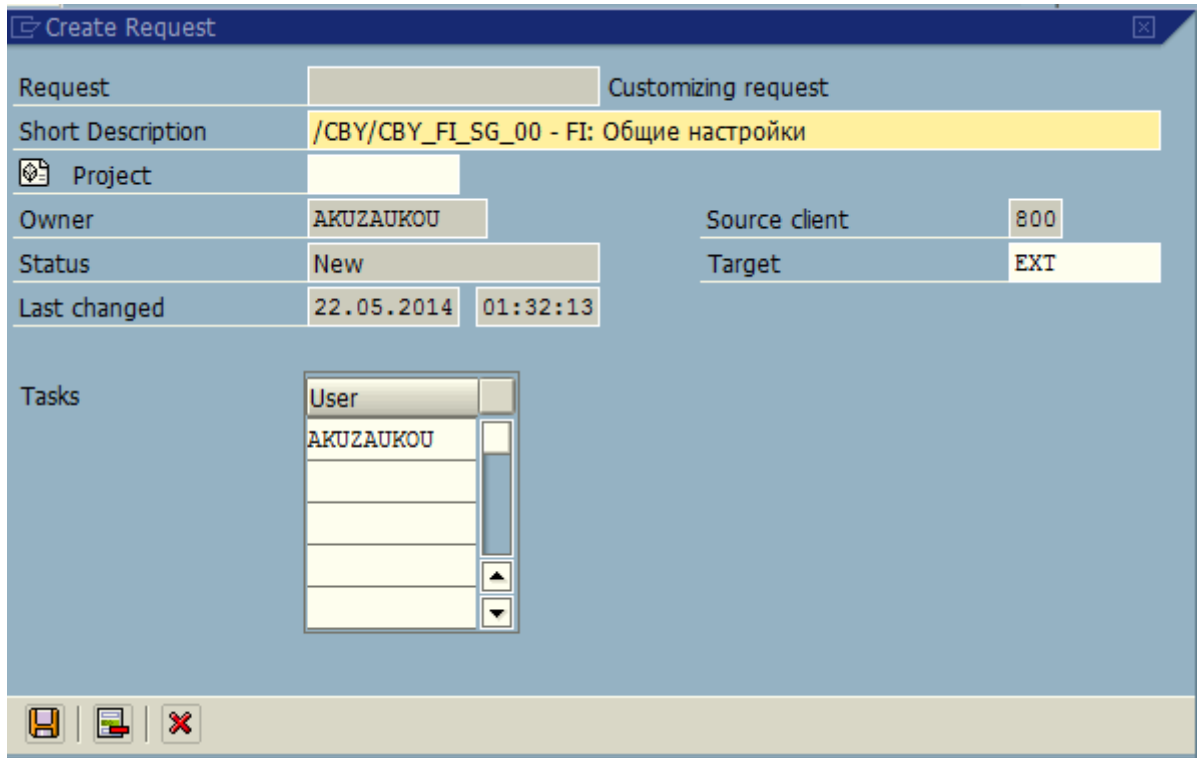 Create Request
Request Customizing request
Short Description /CBY/CBY_FI_SG_00 - FI: Общие настройки
Project
Owner AKUZAUKOU Source client 800
Status New Target EXT
Last changed 22.05.2014 01:32:13
Tasks User
AKUZAUKOU